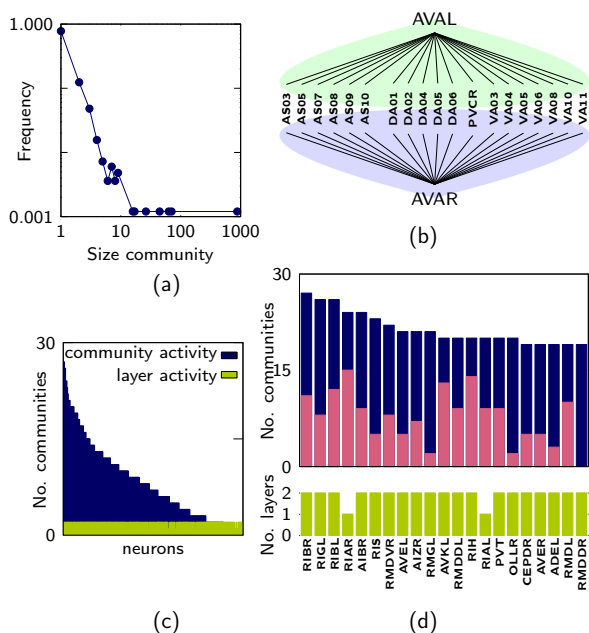 1.000
Frequency
0.001
1
10
100
1000
Size community
(a)
AVAL
AS03
AS05
AS07
AS08
AS09
AS10
DA01
DA02
DA04
DA05
DA06
PVCR
VA03
VA04
VA05
VA06
VA08
VA10
VA11
AVAR
(b)
30
No. communities
0
community activity
layer activity
neurons
(c)
30
15
0
No. communities
2
1
0
No. layers
RIBR
RIGL
RIBL
RIAR
AIBR
RIS
RMDVR
AVEL
AIZR
RMGL
AVKL
RMDDL
RIH
RIAL
PVT
OLLR
CEPDR
AVER
ADEL
RMDL
RMDDR
(d)